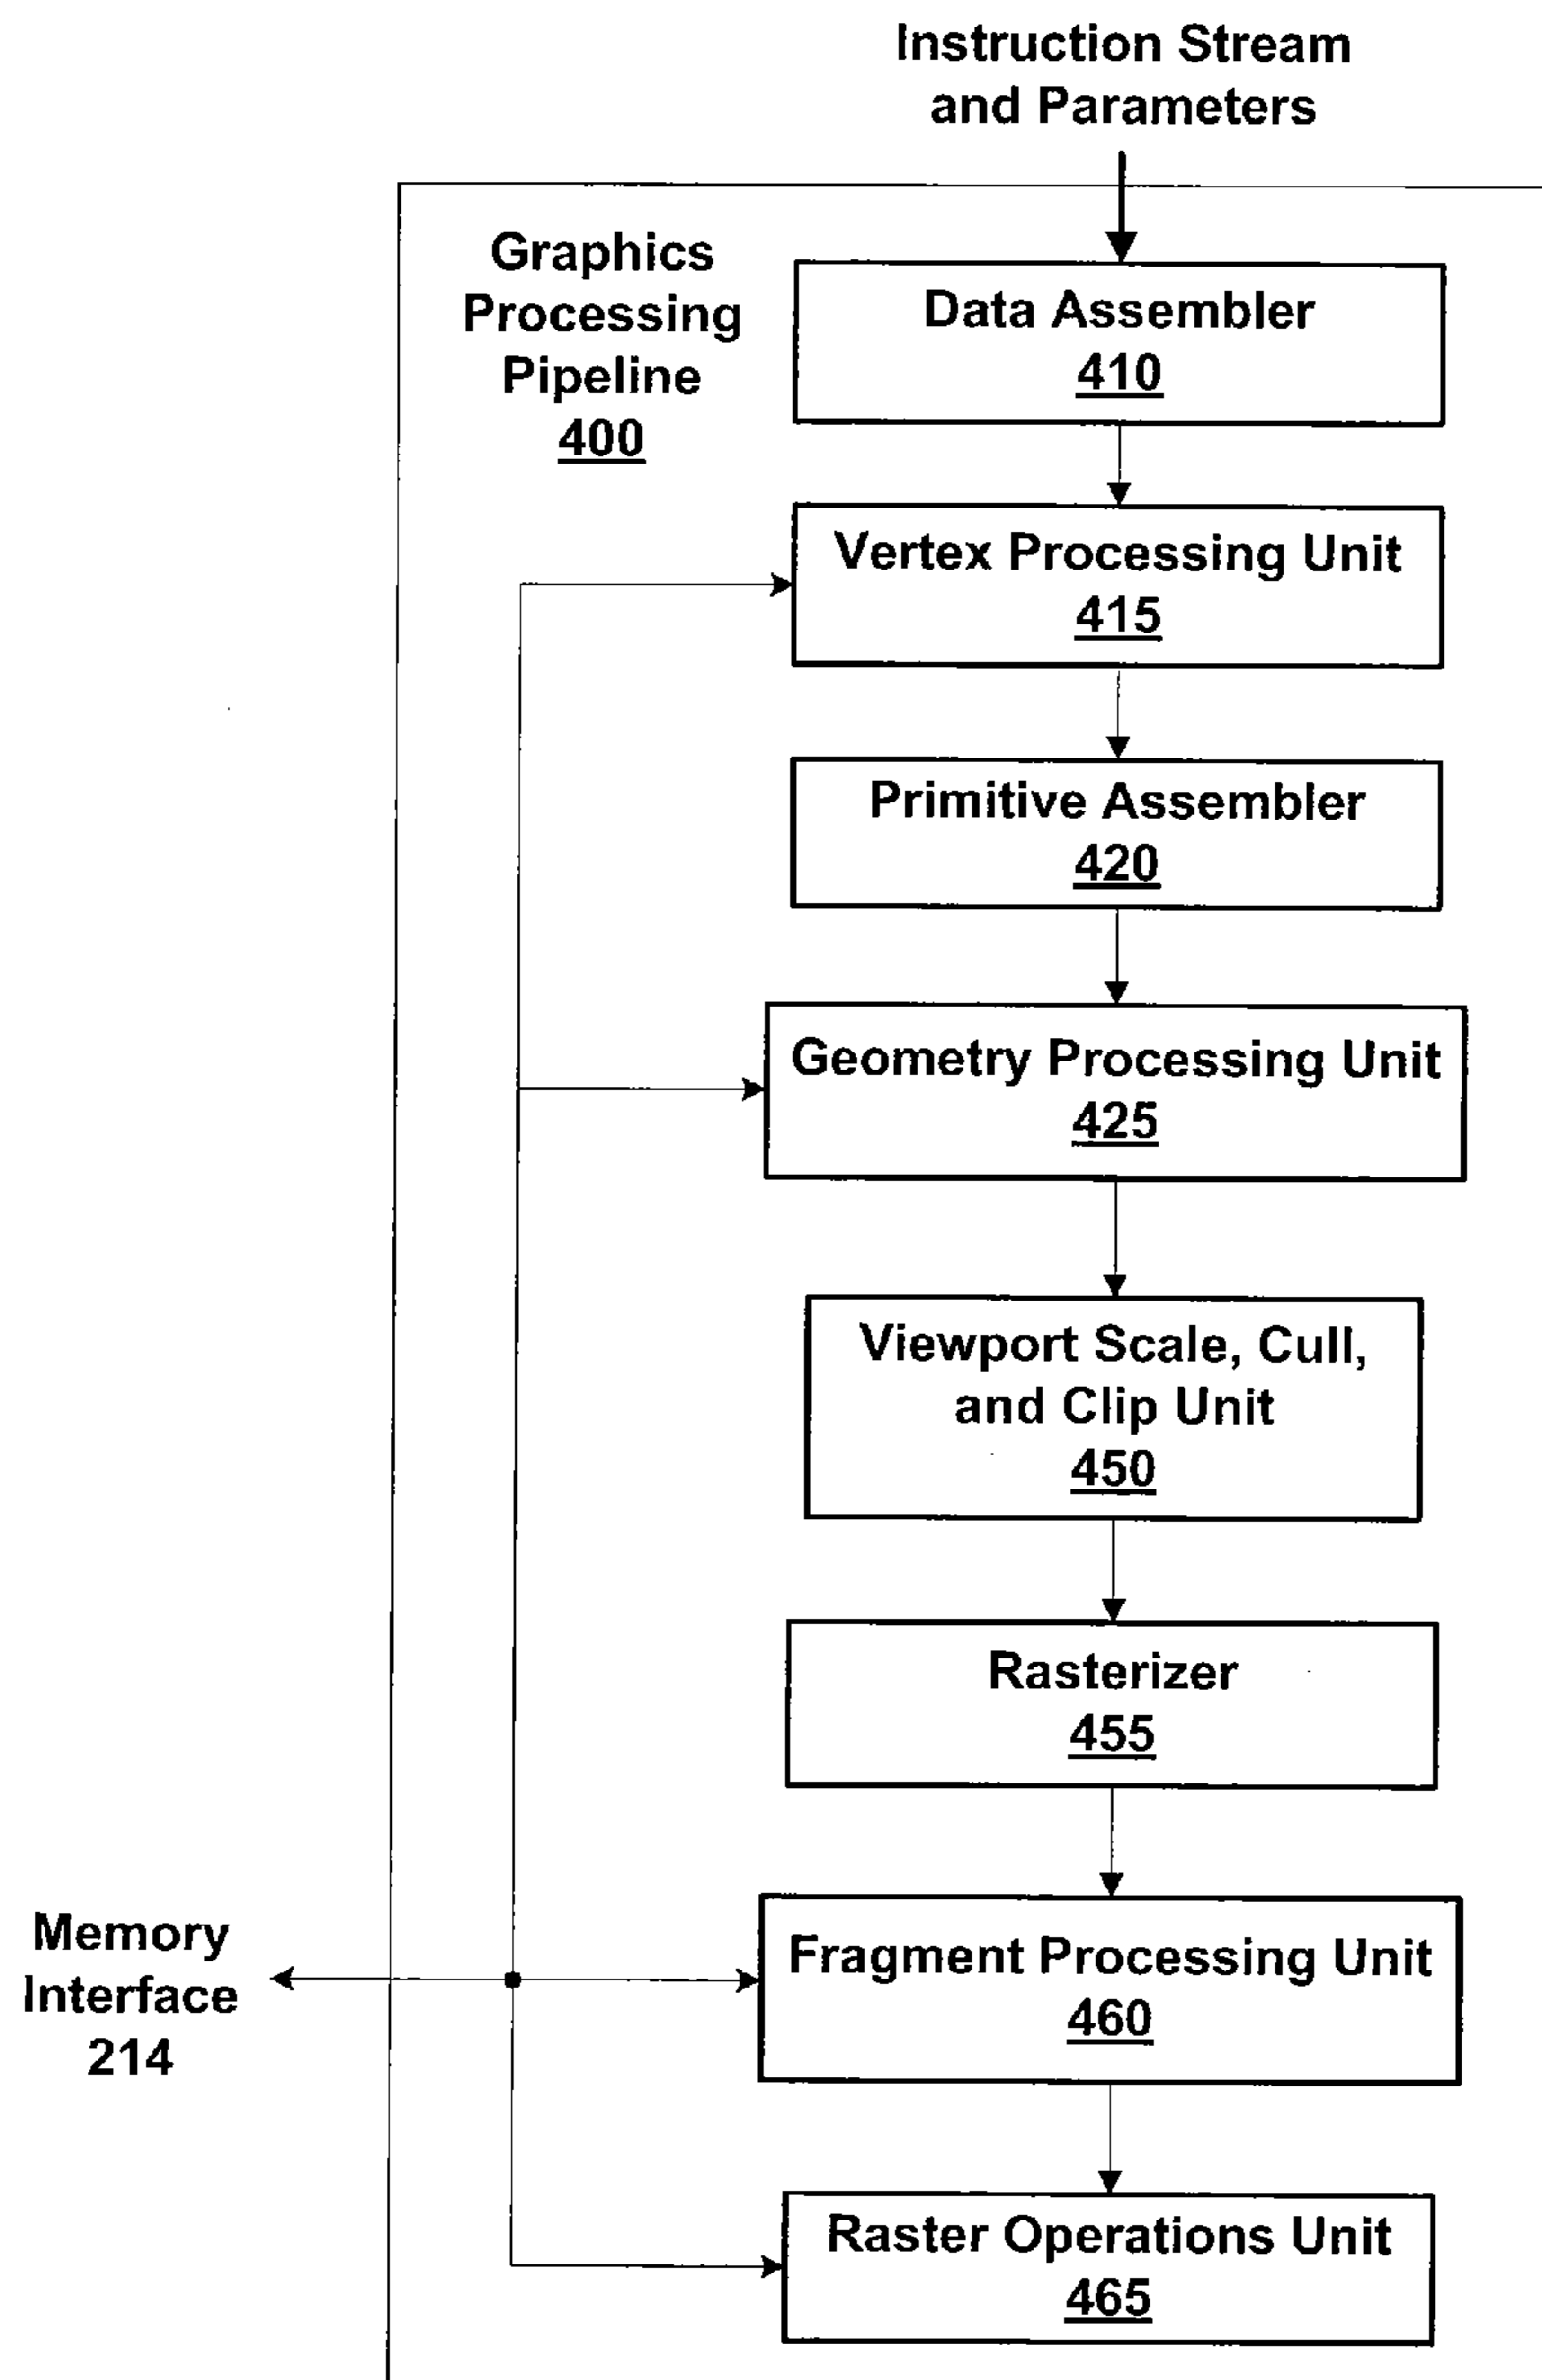 Instruction Stream
and Parameters
Graphics
Processing
Pipeline
400
Data Assembler
410
Vertex Processing Unit
415
Primitive Assembler
420
Geometry Processing Unit
425
Viewport Scale, Cull,
and Clip Unit
450
Rasterizer
455
Memory
Interface
214
Fragment Processing Unit
460
Raster Operations Unit
465